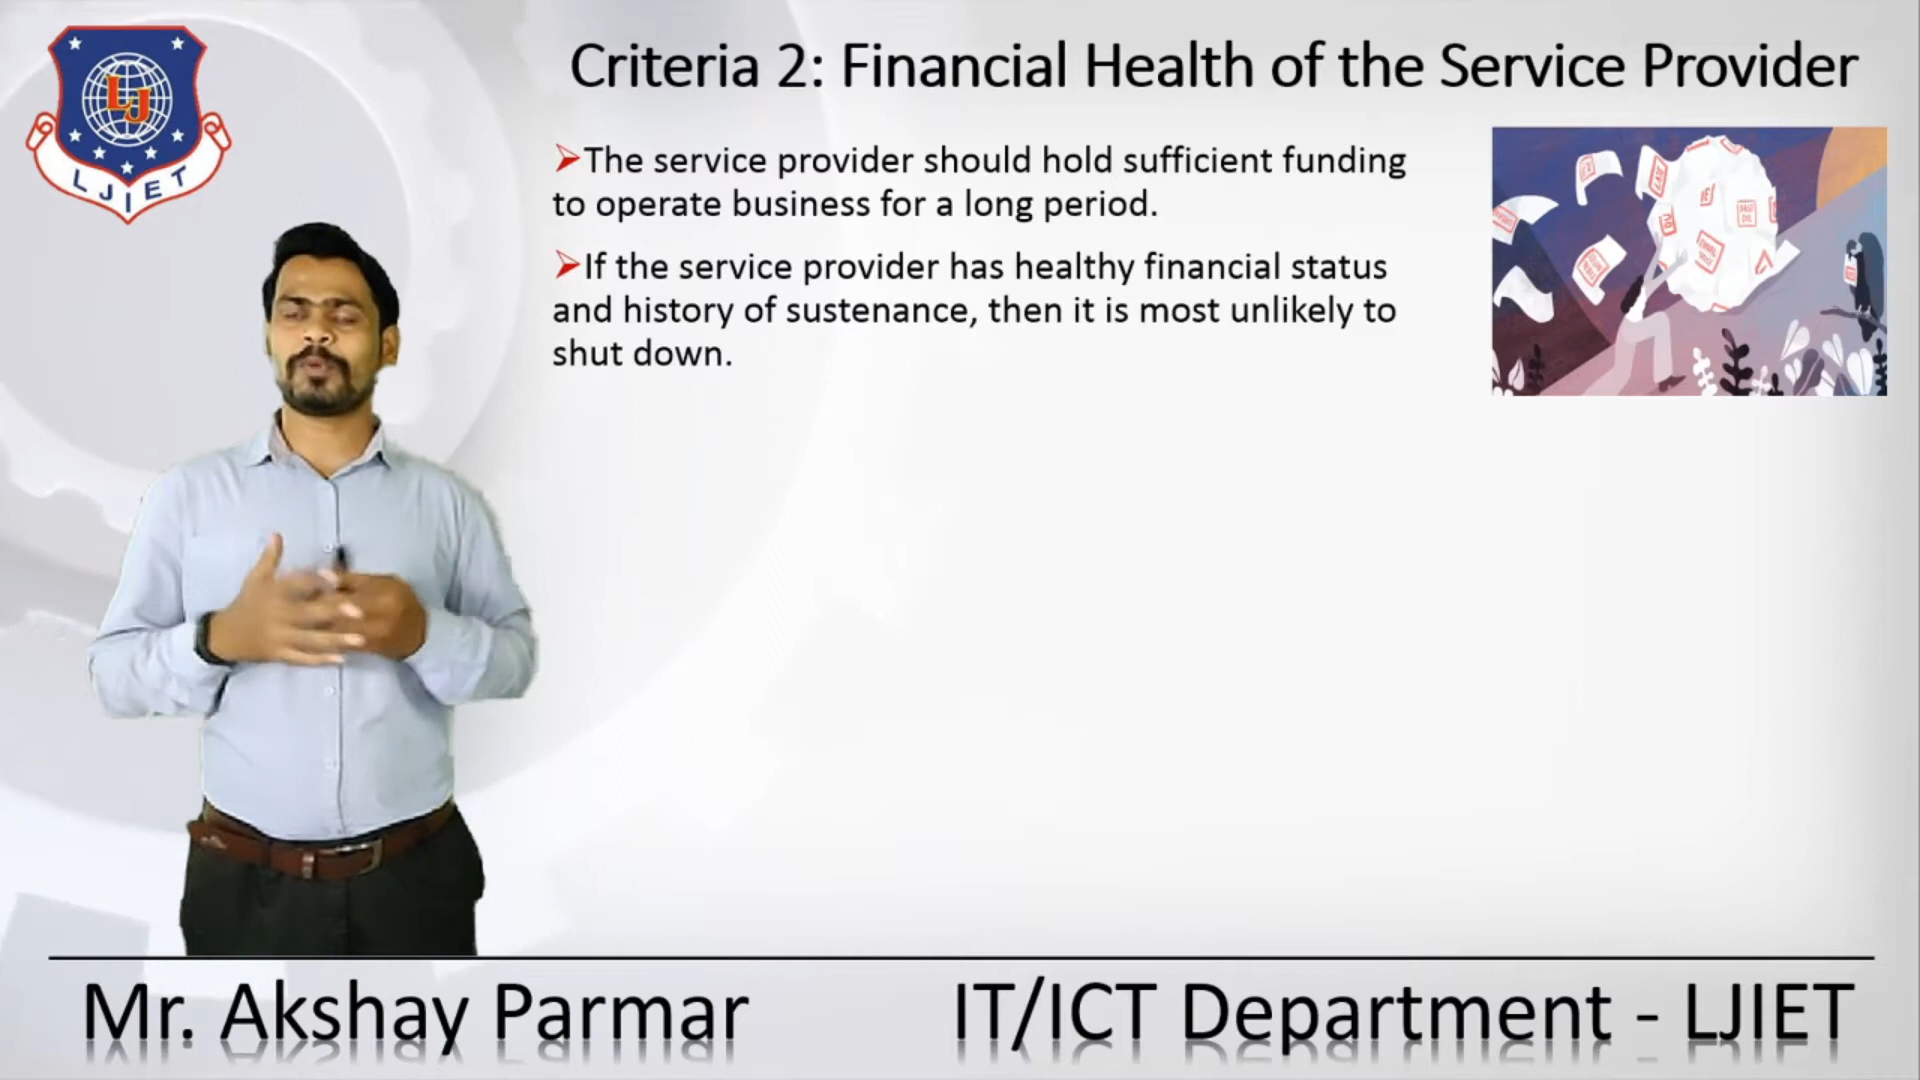 LJ
LJIET
Criteria 2: Financial Health of the Service Provider
➢The service provider should hold sufficient funding
to operate business for a long period.
➢If the service provider has healthy financial status
and history of sustenance, then it is most unlikely to
shut down.
Mr. Akshay Parmar
IT/ICT Department - LJIET